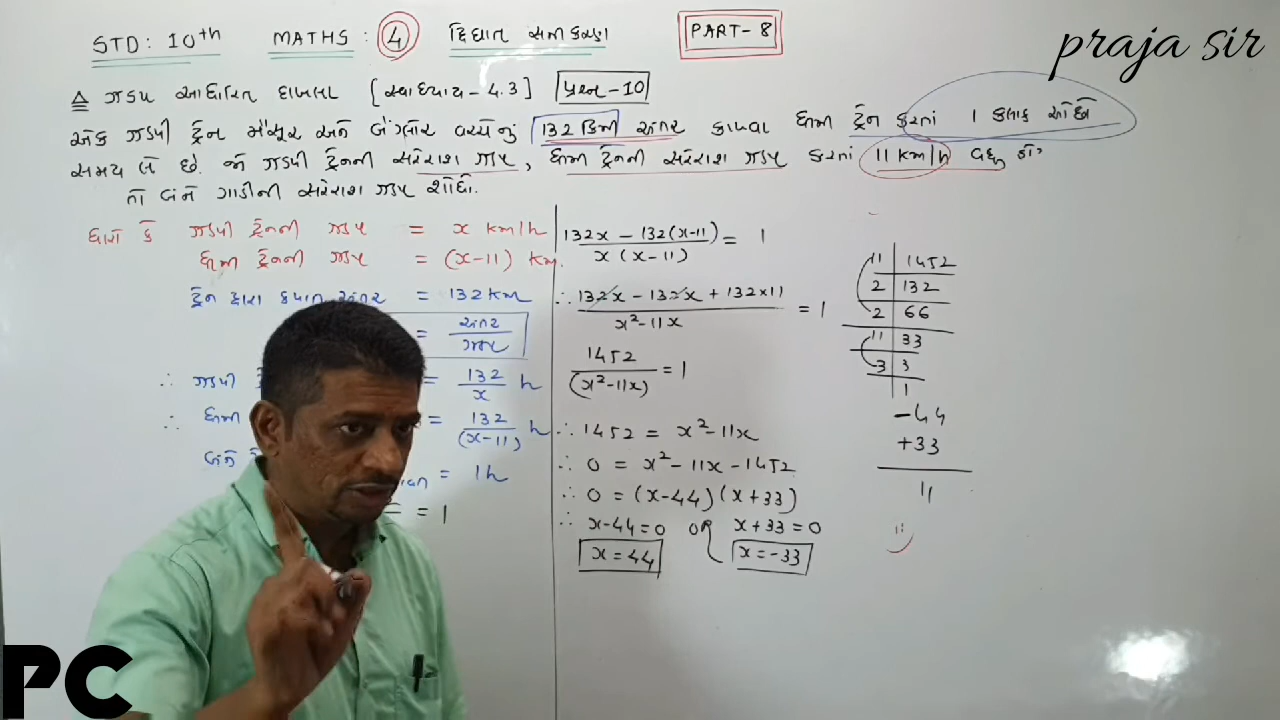 praja sir
STD: 10th MATHS: 4 દ્વિઘાત સમીકરણ PART-8
ઝડપ આધારિત દાખલા [સ્વાધ્યાય - 4.3] પ્રશ્ન-10
એક ઝડપી ટ્રેન મૈસૂર અને બેંગ્લોર વચ્ચેનું 132 કિમી અંતર કાપવા ધીમી ટ્રેન કરતાં 1 કલાક ઓછો
સમય લે છે. જો ઝડપી ટ્રેનની સરેરાશ ઝડપ, ધીમી ટ્રેનની સરેરાશ ઝડપ કરતાં 11 km/h વધુ હોય
તો બંને ગાડીની સરેરાશ ઝડપ શોધો.
ધારો કે ઝડપી ટ્રેનની ઝડપ = x km/h
ધીમી ટ્રેનની ઝડપ = (x-11) km.
ટ્રેન દ્વારા કપાતુ અંતર = 132 km
= અંતર / ઝડપ
∴ ઝડપી = 132/x h
∴ ધીમી = 132/(x-11) h
બંને = 1h
= 1
(132x - 132(x-11)) / (x(x-11)) = 1
∴ (132x - 132x + 132×11) / (x²-11x) = 1
1452 / (x²-11x) = 1
∴ 1452 = x²-11x
∴ 0 = x²-11x-1452
∴ 0 = (x-44)(x+33)
∴ x-44=0 OR x+33=0
x=44 x=-33
11 | 1452
2 | 132
2 | 66
11 | 33
3 | 3
1
-44
+33
11
PC